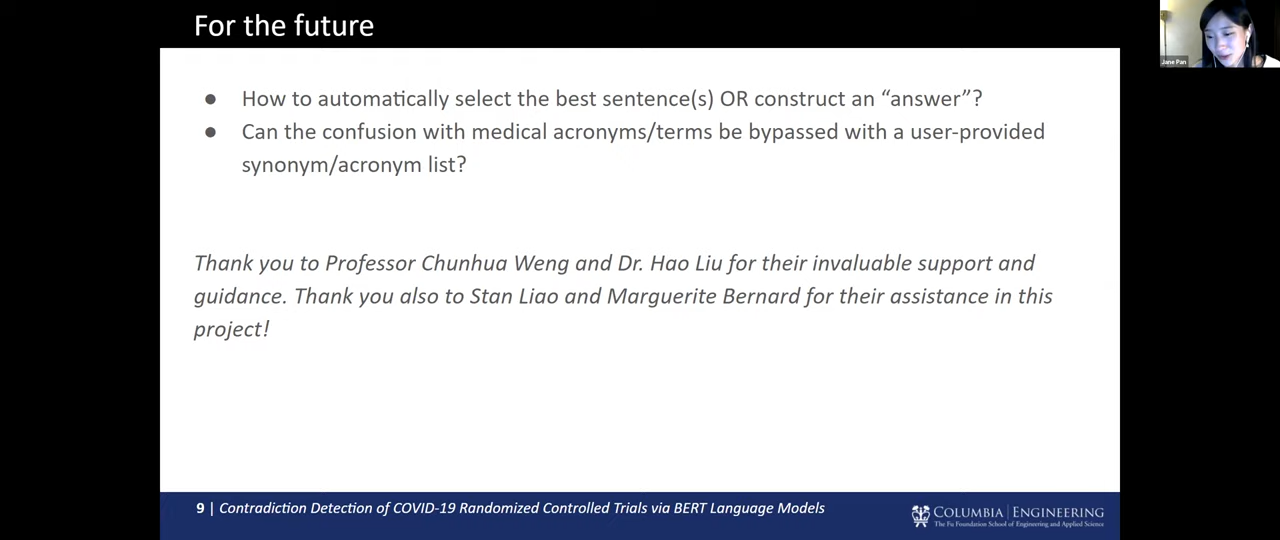 For the future
Jane Pan
● How to automatically select the best sentence(s) OR construct an “answer”?
● Can the confusion with medical acronyms/terms be bypassed with a user-provided
synonym/acronym list?
Thank you to Professor Chunhua Weng and Dr. Hao Liu for their invaluable support and
guidance. Thank you also to Stan Liao and Marguerite Bernard for their assistance in this
project!
9 | Contradiction Detection of COVID-19 Randomized Controlled Trials via BERT Language Models
COLUMBIA | ENGINEERING
The Fu Foundation School of Engineering and Applied Science